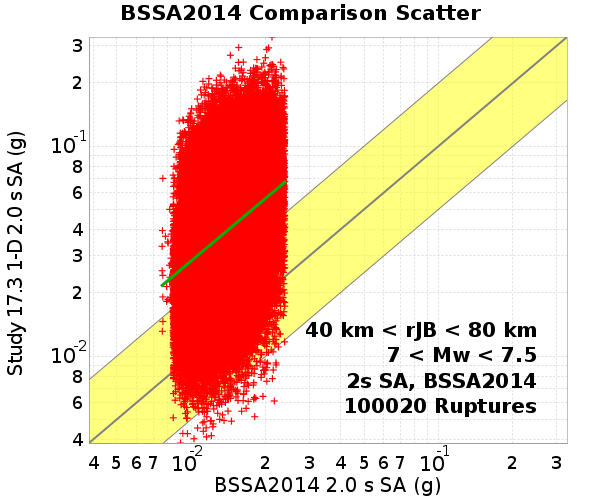 BSSA2014 Comparison Scatter
Study 17.3 1-D 2.0 s SA (g)
3
2
10-1
8
6
4
3
2
10-2
8
6
4
40 km < rJB < 80 km
7 < Mw < 7.5
2s SA, BSSA2014
100020 Ruptures
4 5 6 7 10-2 2 3 4 5 6 7 10-1 2 3
BSSA2014 2.0 s SA (g)